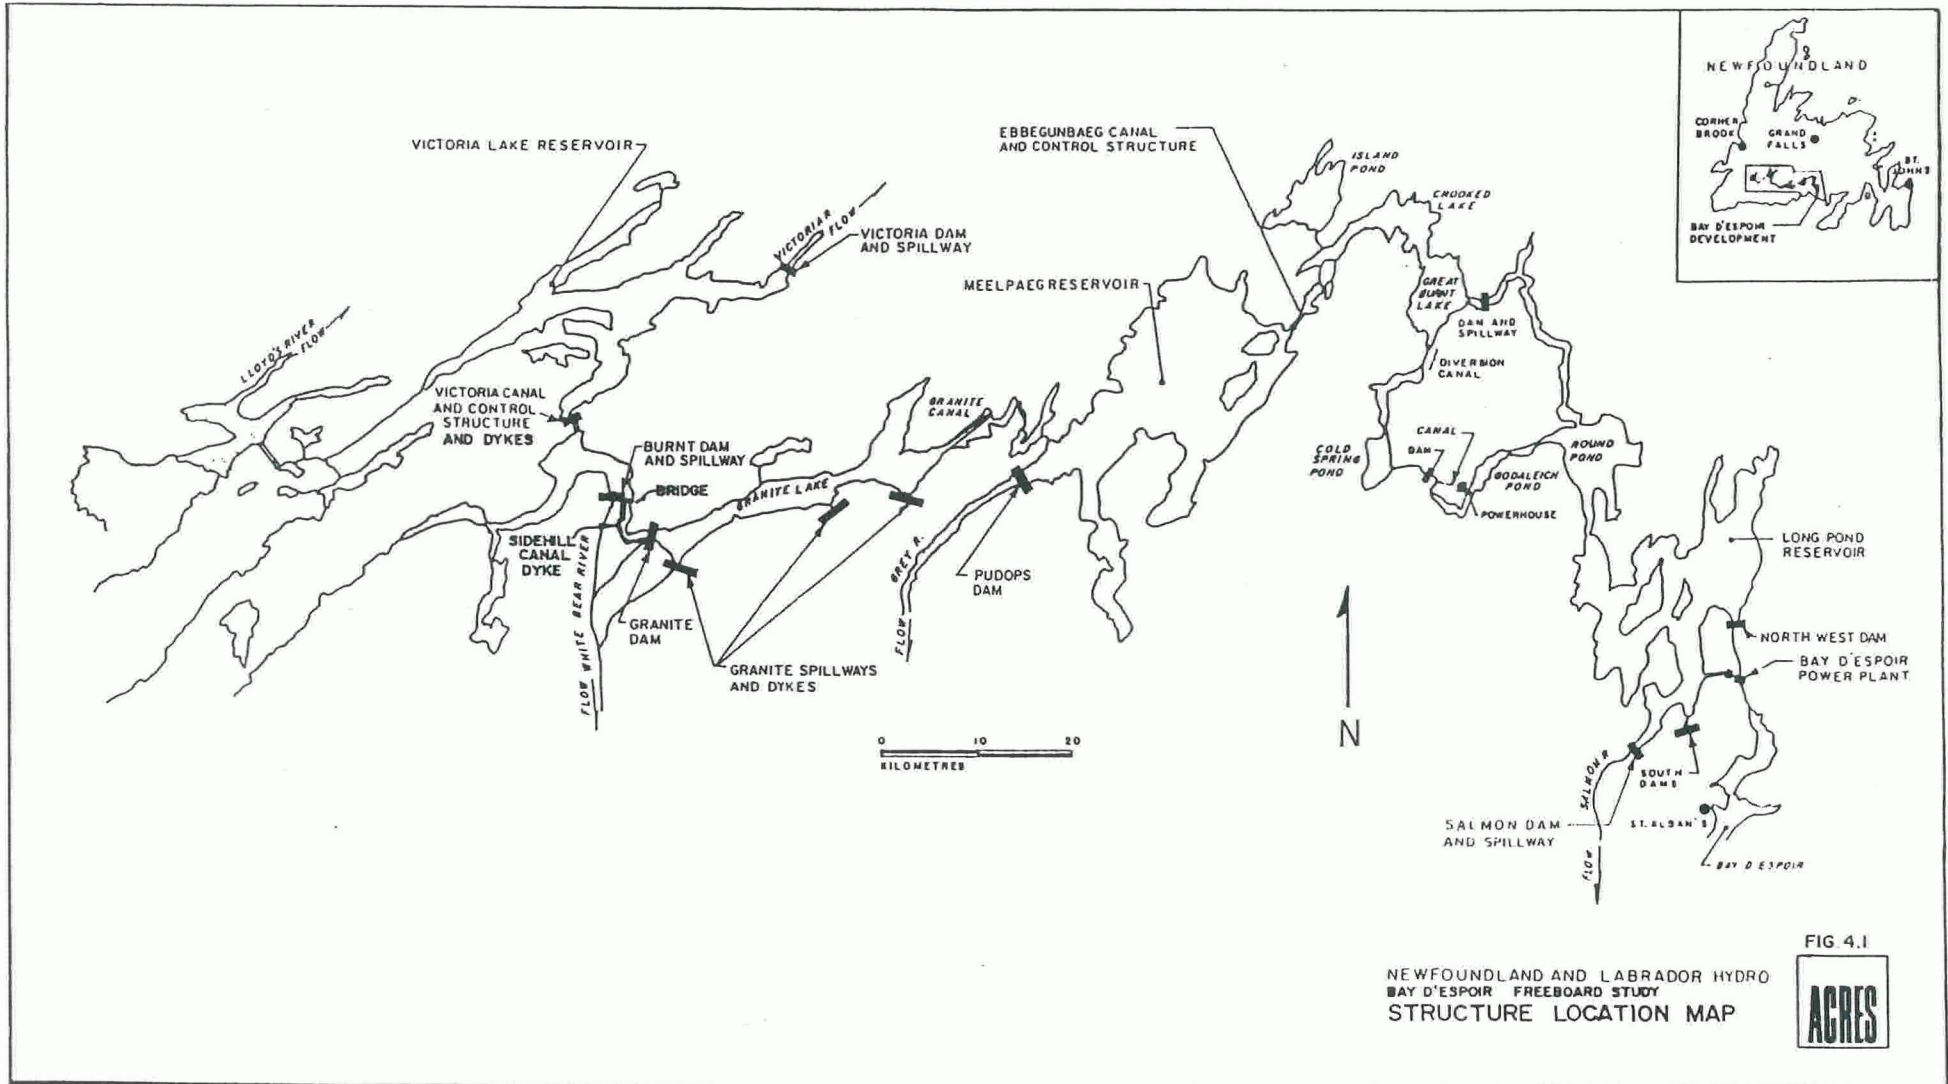 NEWFOUNDLAND
CORNER
BROOK
GRAND
FALLS
ST.
JOHNS
BAY D'ESPOIR
DEVELOPMENT
VICTORIA LAKE RESERVOIR
EBBEGUNBAEG CANAL
AND CONTROL STRUCTURE
ISLAND
POND
CROOKED
LAKE
VICTORIA R
FLOW
VICTORIA DAM
AND SPILLWAY
MEELPAEG RESERVOIR
GREAT
BURNT
LAKE
DAM AND
SPILLWAY
LLOYD'S RIVER
FLOW
DIVERSION
CANAL
VICTORIA CANAL
AND CONTROL
STRUCTURE
AND DYKES
GRANITE
CANAL
BURNT DAM
AND SPILLWAY
BRIDGE
GRANITE LAKE
COLD
SPRING
POND
CANAL
DAM
ROUND
POND
GODALEICH
POND
POWERHOUSE
SIDEHILL
CANAL
DYKE
LONG POND
RESERVOIR
GREY R.
FLOW
PUDOPS
DAM
FLOW WHITE BEAR RIVER
GRANITE
DAM
GRANITE SPILLWAYS
AND DYKES
NORTH WEST DAM
BAY D'ESPOIR
POWER PLANT
N
0 10 20
KILOMETRES
SALMON R
SOUTH
DAMS
SALMON DAM
AND SPILLWAY
ST. ALBAN'S
FLOW
BAY D ESPOIR
FIG. 4.1
NEWFOUNDLAND AND LABRADOR HYDRO
BAY D'ESPOIR FREEBOARD STUDY
STRUCTURE LOCATION MAP
ACRES